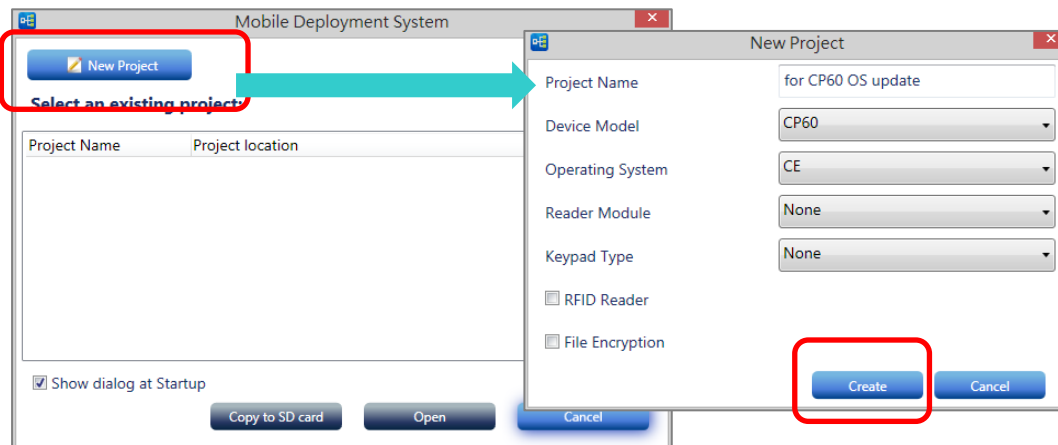 Mobile Deployment System
New Project
Select an existing project:
Project Name Project location
Show dialog at Startup
Copy to SD card Open Cancel
New Project
Project Name for CP60 OS update
Device Model CP60
Operating System CE
Reader Module None
Keypad Type None
RFID Reader
File Encryption
Create Cancel